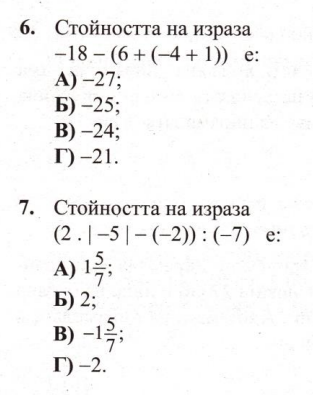 6. Стойността на израза
–18 – (6 + (–4 + 1)) е:
А) –27;
Б) –25;
В) –24;
Г) –21.
7. Стойността на израза
(2 . | –5 | – (–2)) : (–7) е:
А) 1 5/7;
Б) 2;
В) –1 5/7;
Г) –2.